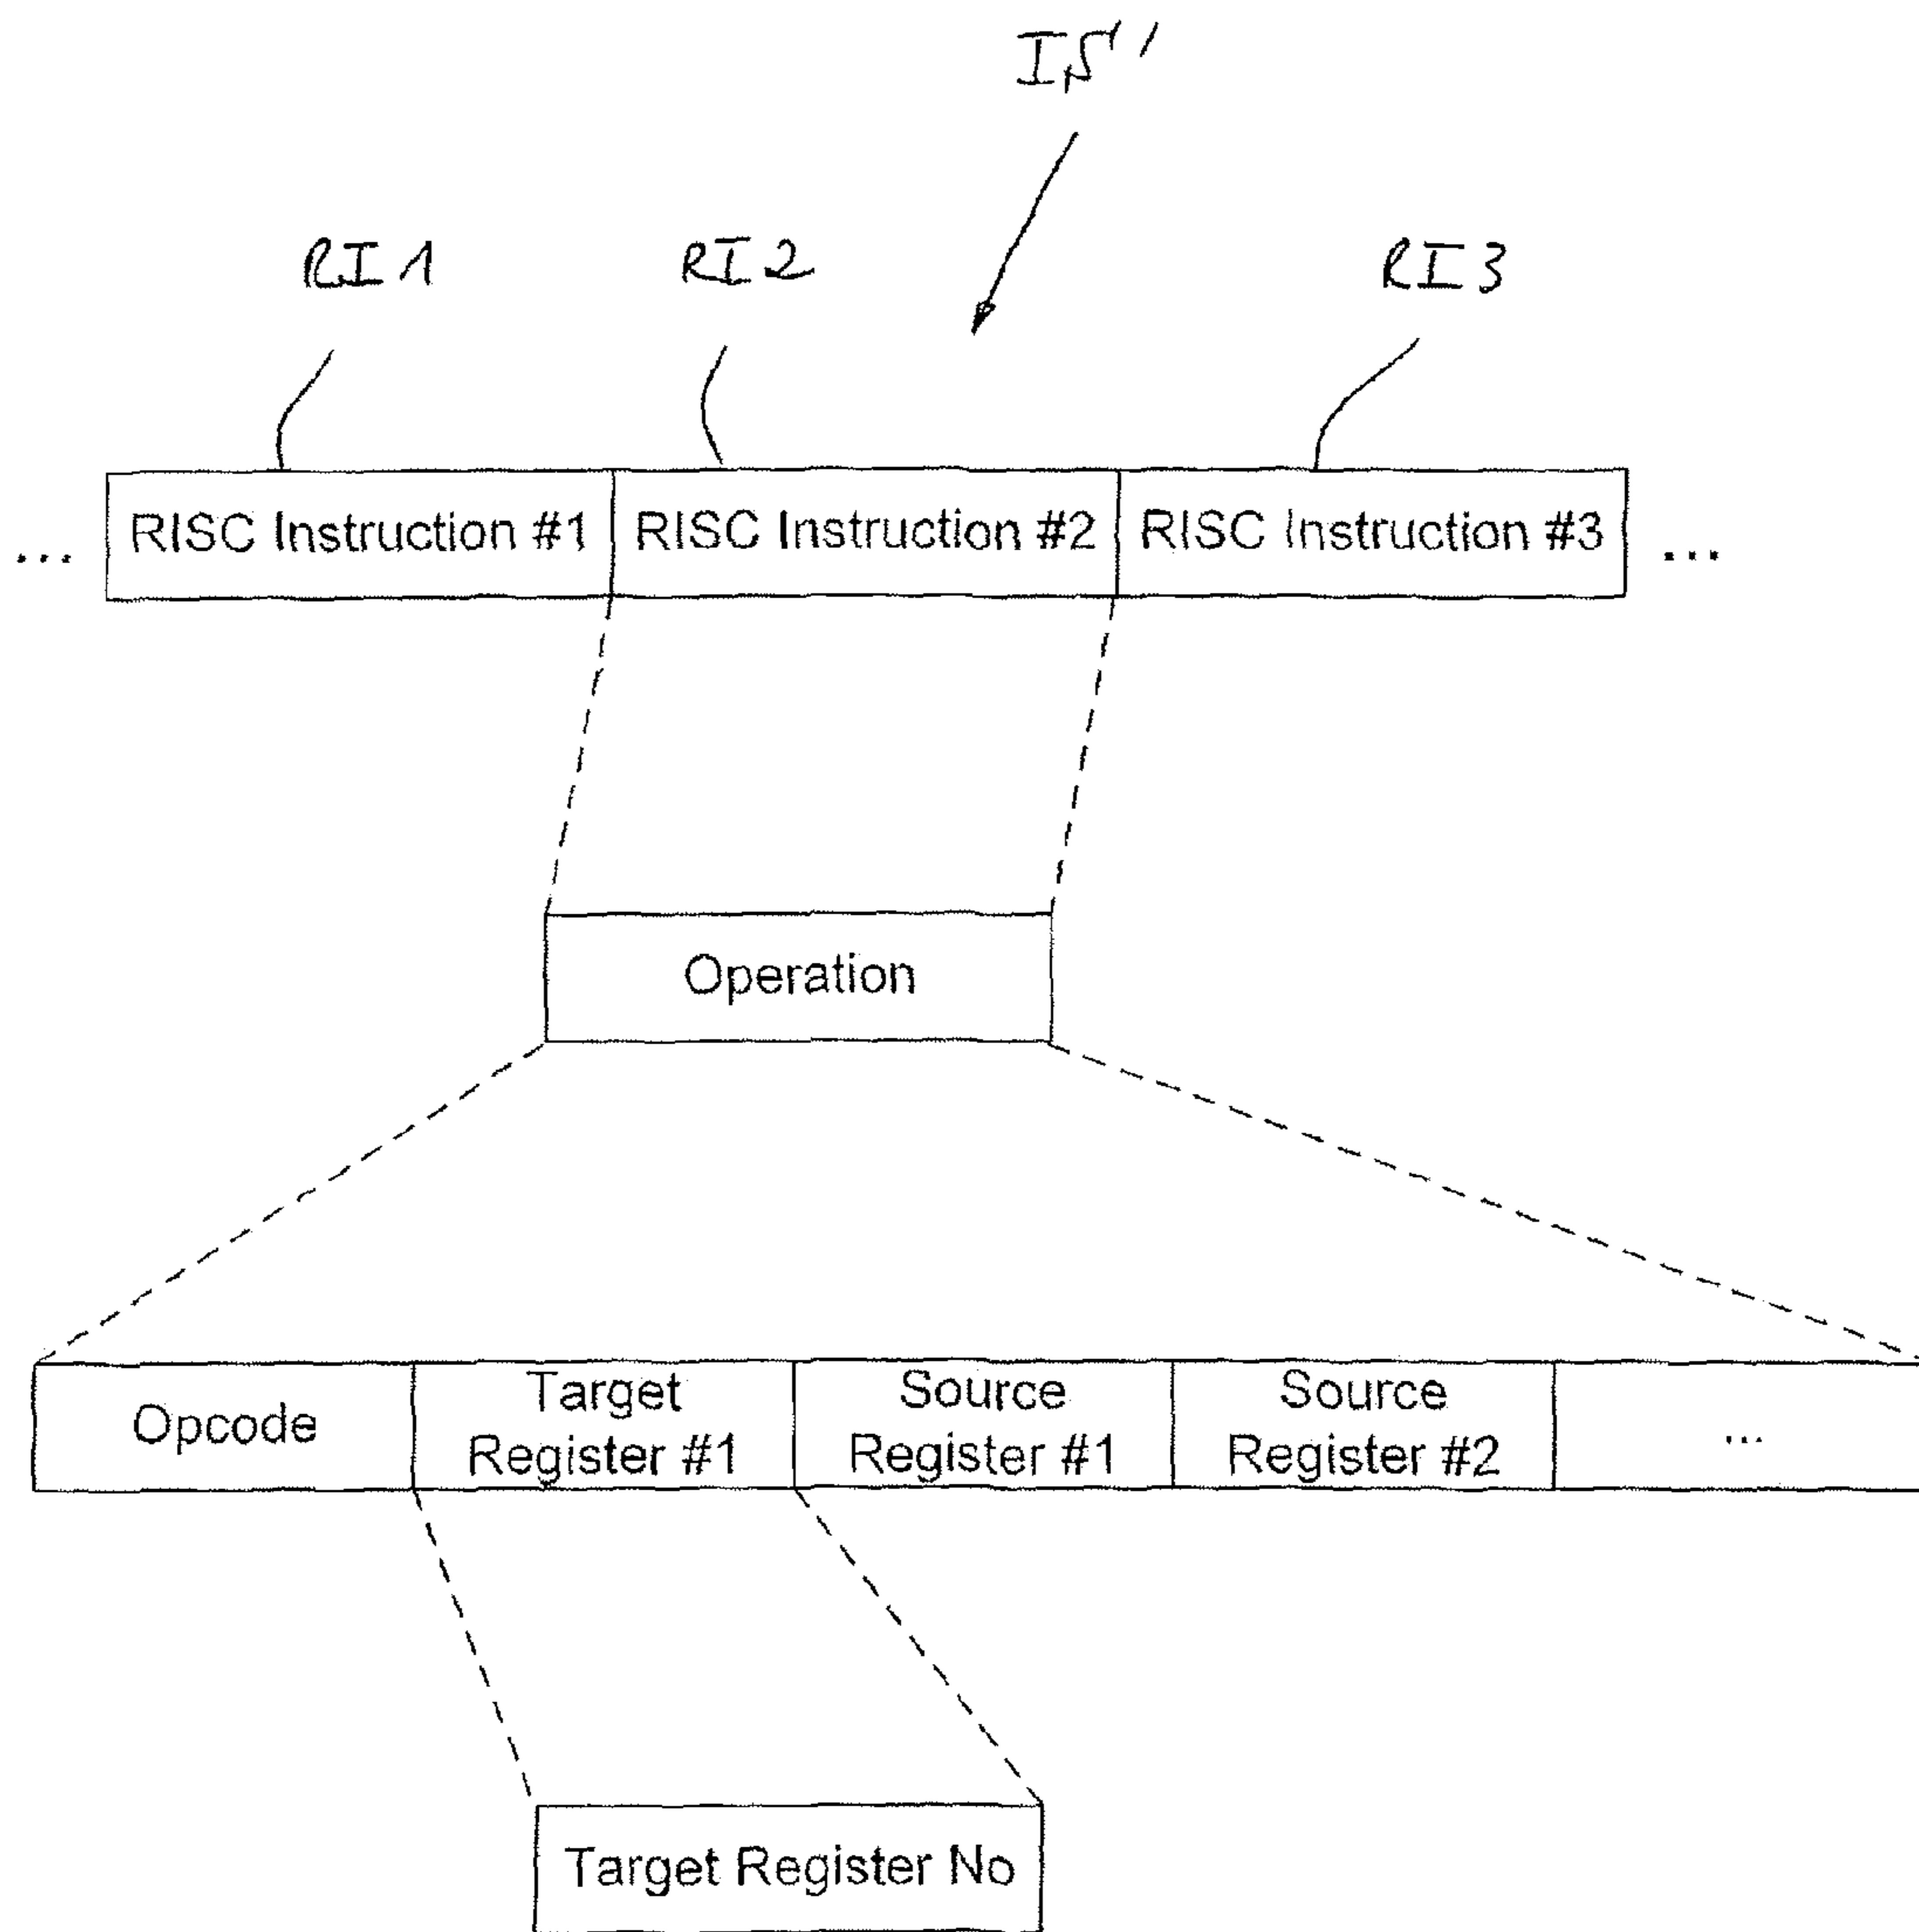 IS''
RI1 RI2 RI3
... RISC Instruction #1 RISC Instruction #2 RISC Instruction #3 ...
Operation
Opcode Target Register #1 Source Register #1 Source Register #2 ...
Target Register No